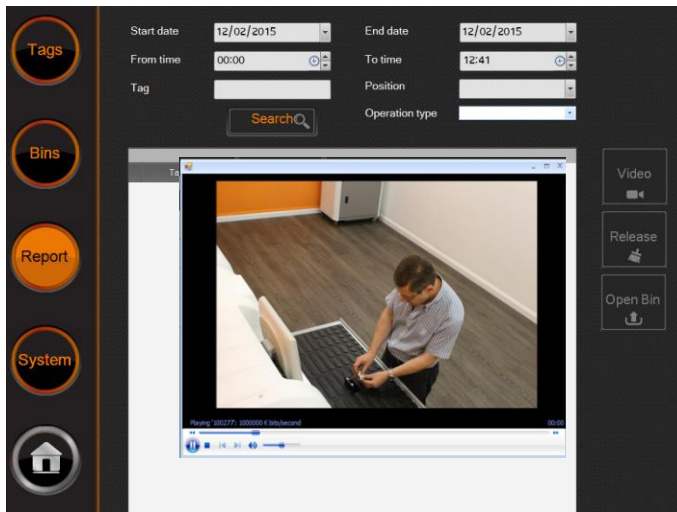 Tags
Bins
Report
System
Start date 12/02/2015 End date 12/02/2015
From time 00:00 To time 12:41
Tag Position
Search Operation type
Ta
Video
Release
Open Bin
Playing '100277': 1000000 K bits/second 00:00